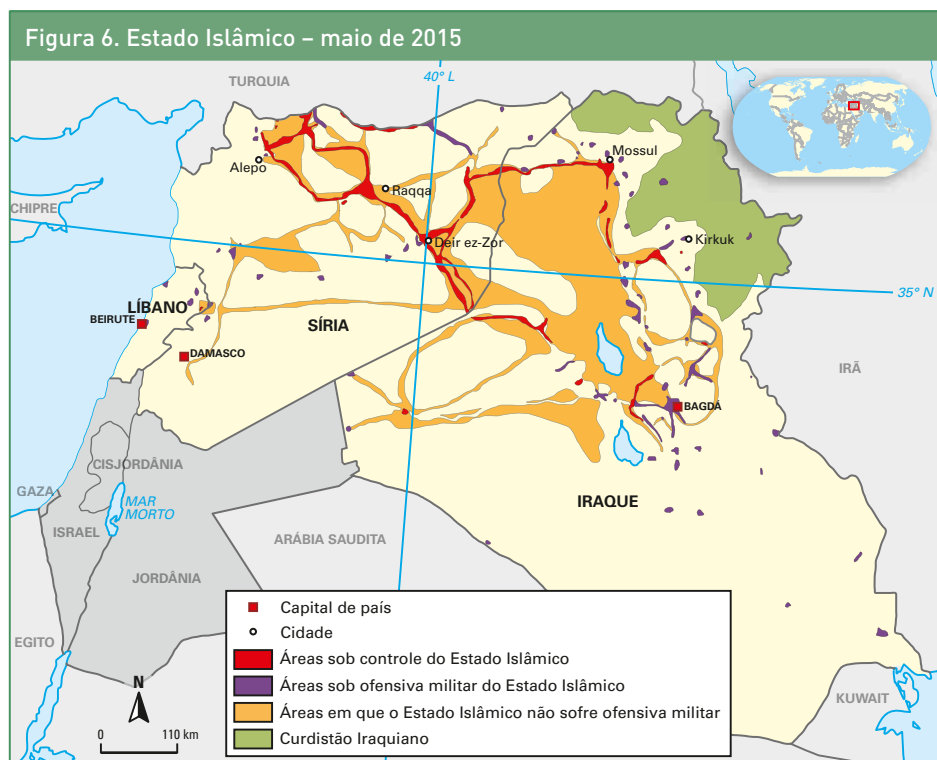 Figura 6. Estado Islâmico – maio de 2015
TURQUIA
40° L
Alepo
Raqqa
Mossul
CHIPRE
Deir ez-Zor
Kirkuk
35° N
LÍBANO
BEIRUTE
SÍRIA
DAMASCO
IRÃ
BAGDÁ
CISJORDÂNIA
GAZA
MAR
MORTO
ISRAEL
IRAQUE
ARÁBIA SAUDITA
JORDÂNIA
EGITO
KUWAIT
N
0 110 km
Capital de país
Cidade
Áreas sob controle do Estado Islâmico
Áreas sob ofensiva militar do Estado Islâmico
Áreas em que o Estado Islâmico não sofre ofensiva militar
Curdistão Iraquiano